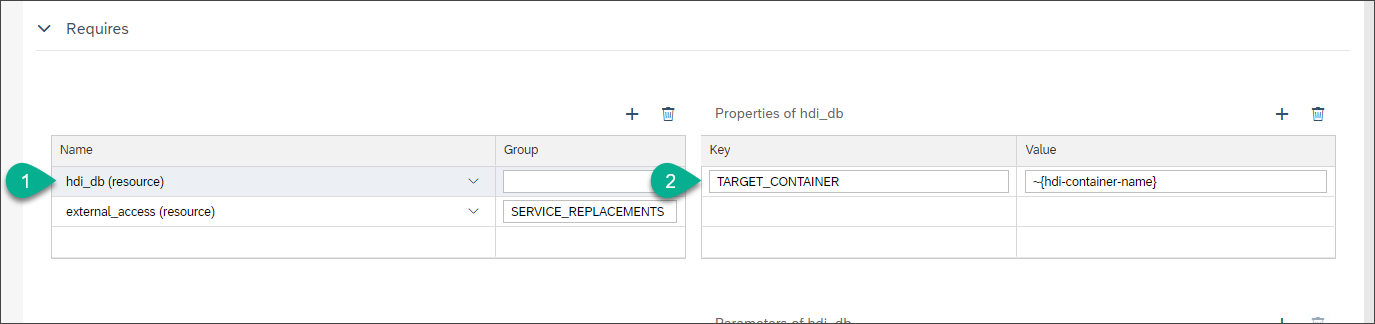 Requires
Properties of hdi_db
Name Group Key Value
1 hdi_db (resource) 2 TARGET_CONTAINER ~{hdi-container-name}
external_access (resource) SERVICE_REPLACEMENTS
Parameters of hdi_db